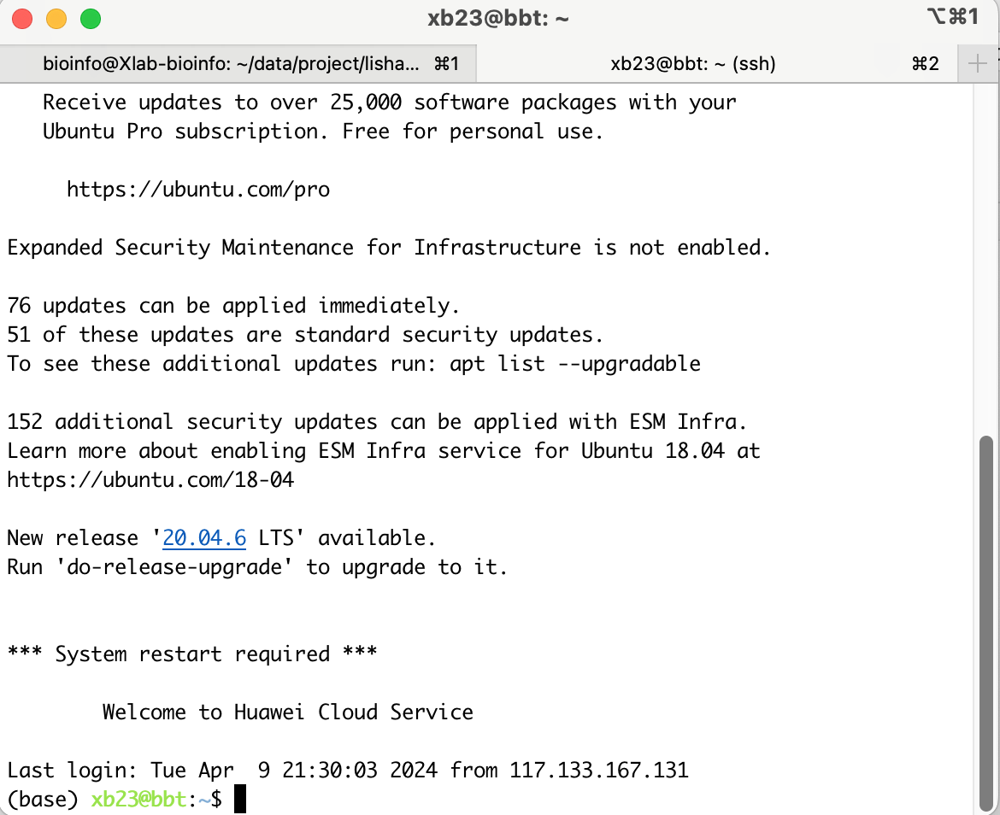 xb23@bbt: ~
⌥⌘1
bioinfo@Xlab-bioinfo: ~/data/project/lisha... ⌘1
xb23@bbt: ~ (ssh) ⌘2
Receive updates to over 25,000 software packages with your
Ubuntu Pro subscription. Free for personal use.
https://ubuntu.com/pro
Expanded Security Maintenance for Infrastructure is not enabled.
76 updates can be applied immediately.
51 of these updates are standard security updates.
To see these additional updates run: apt list --upgradable
152 additional security updates can be applied with ESM Infra.
Learn more about enabling ESM Infra service for Ubuntu 18.04 at
https://ubuntu.com/18-04
New release '20.04.6 LTS' available.
Run 'do-release-upgrade' to upgrade to it.
*** System restart required ***
Welcome to Huawei Cloud Service
Last login: Tue Apr  9 21:30:03 2024 from 117.133.167.131
(base) xb23@bbt:~$